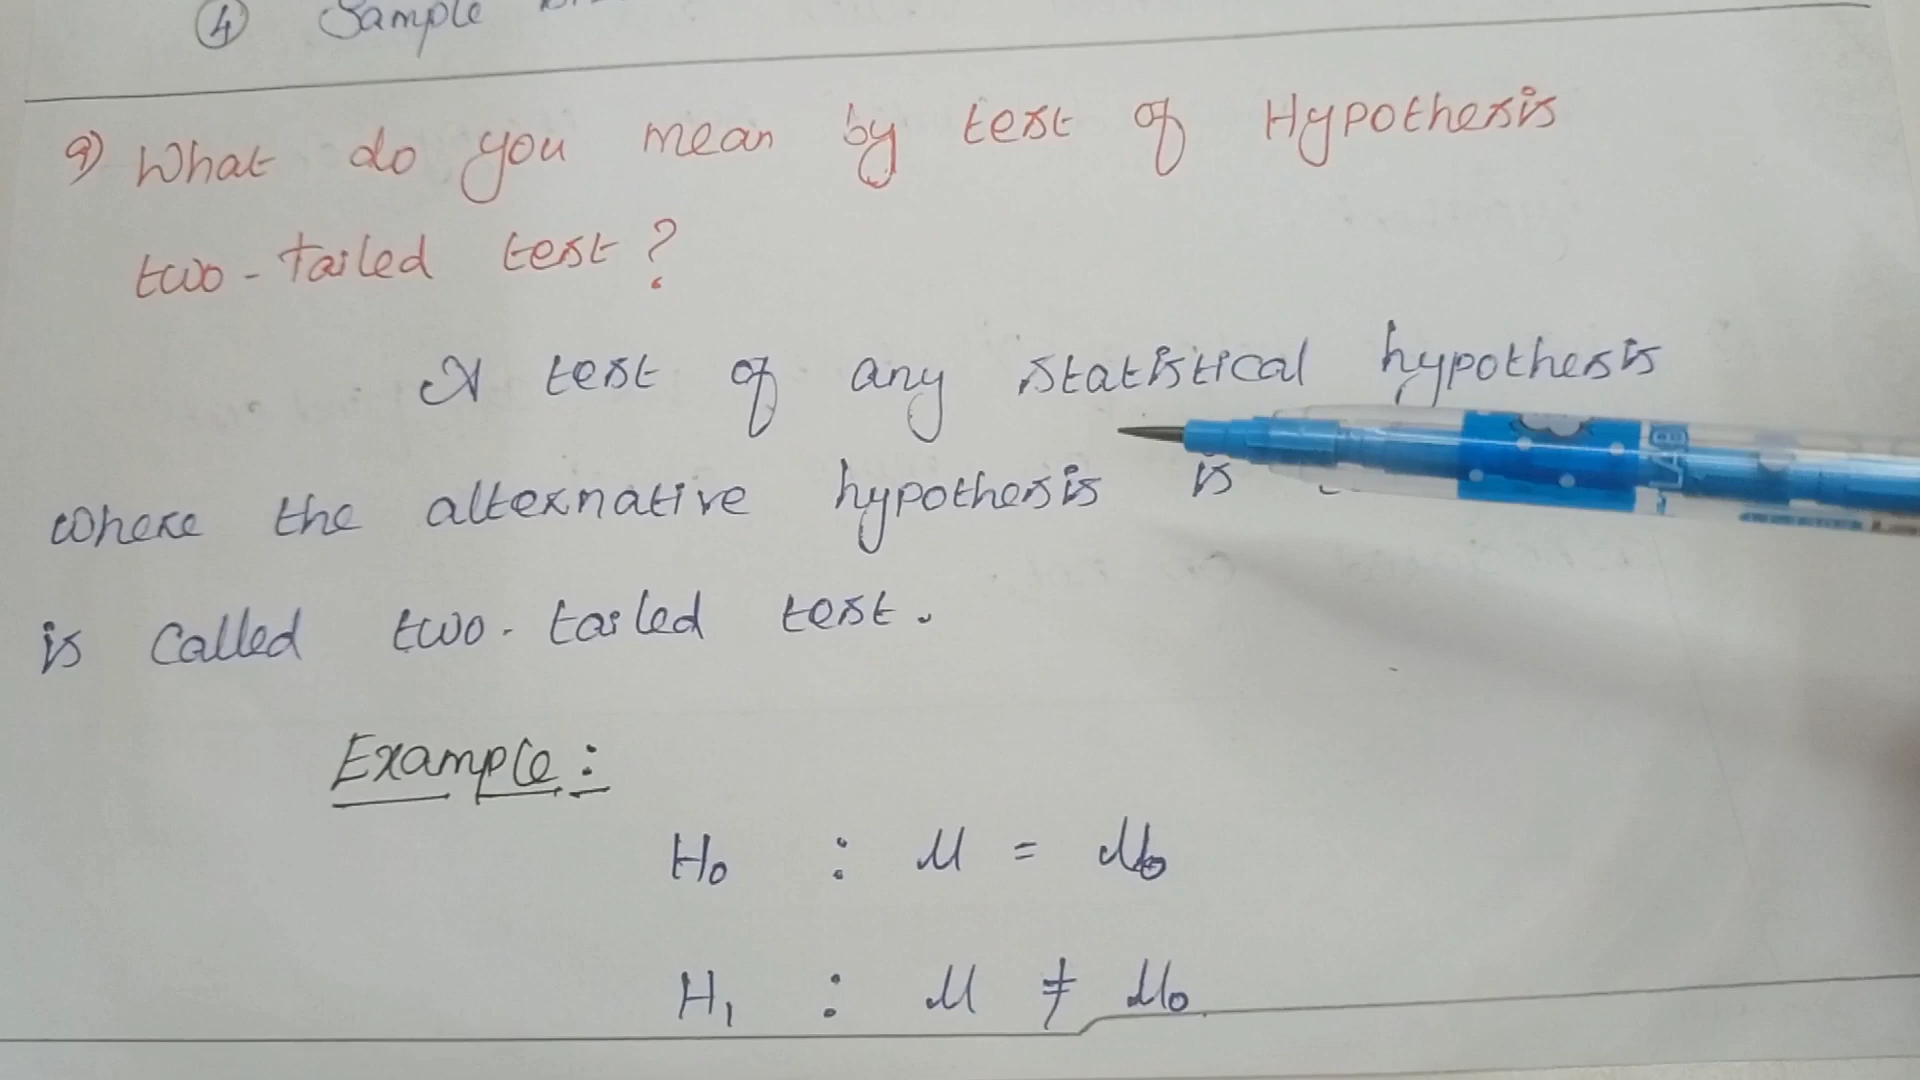 ④ Sample
9) What do you mean by test of Hypothesis
two-tailed test?
A test of any statistical hypothesis
where the alternative hypothesis is
is called two-tailed test.
Example:
H₀ : μ = μ₀
H₁ : μ ≠ μ₀